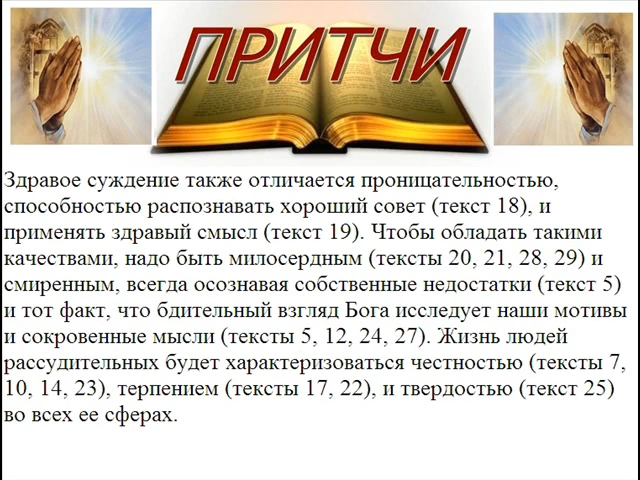 ПРИТЧИ
Здравое суждение также отличается проницательностью,
способностью распознавать хороший совет (текст 18), и
применять здравый смысл (текст 19). Чтобы обладать такими
качествами, надо быть милосердным (тексты 20, 21, 28, 29) и
смиренным, всегда осознавая собственные недостатки (текст 5)
и тот факт, что бдительный взгляд Бога исследует наши мотивы
и сокровенные мысли (тексты 5, 12, 24, 27). Жизнь людей
рассудительных будет характеризоваться честностью (тексты 7,
10, 14, 23), терпением (тексты 17, 22), и твердостью (текст 25)
во всех ее сферах.